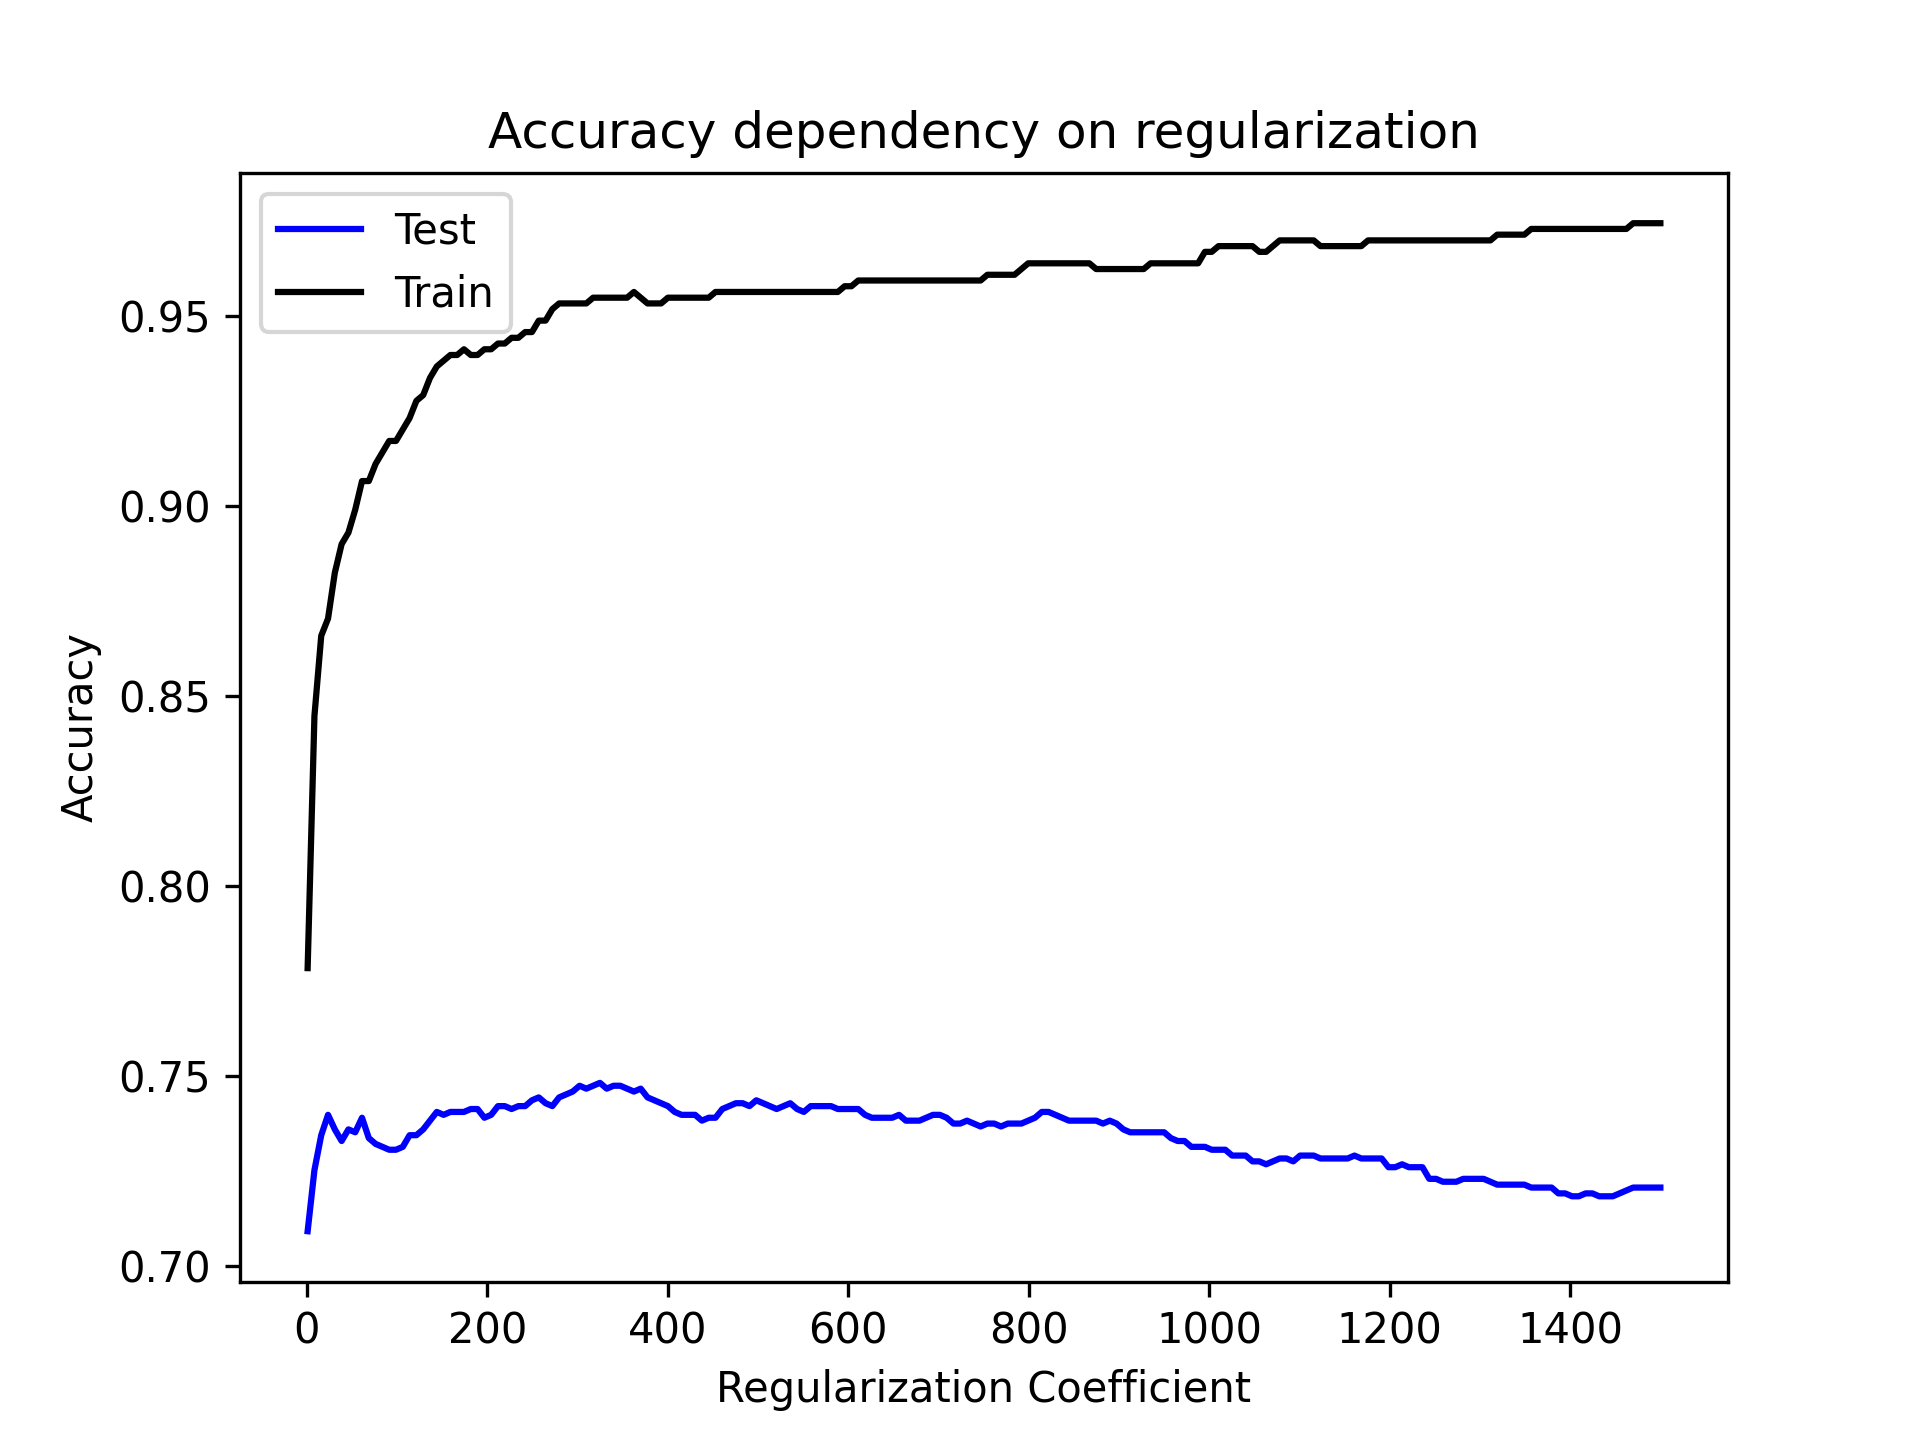 Accuracy dependency on regularization
Test
Train
0.95
0.90
0.85
0.80
0.75
0.70
Accuracy
0
200
400
600
800
1000
1200
1400
Regularization Coefficient